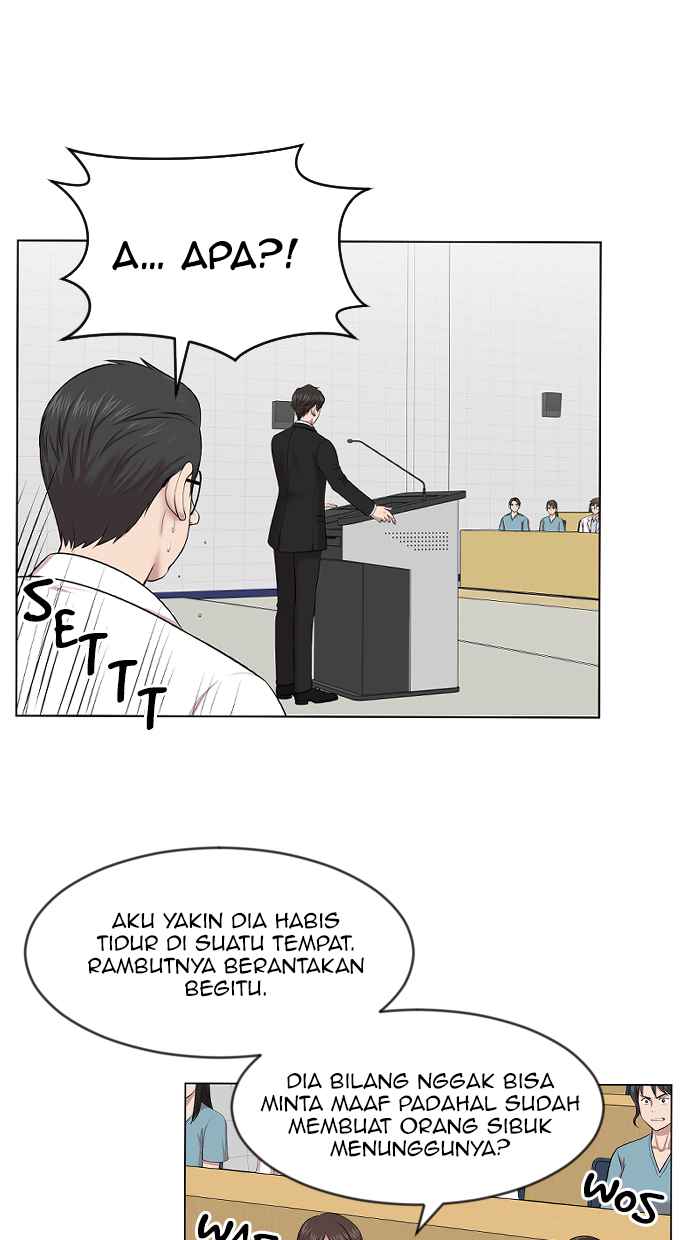 A... APA?!
SETTT
AKU YAKIN DIA HABIS
TIDUR DI SUATU TEMPAT.
RAMBUTNYA BERANTAKAN
BEGITU.
DIA BILANG NGGAK BISA
MINTA MAAF PADAHAL SUDAH
MEMBUAT ORANG SIBUK
MENUNGGUNYA?
WOS